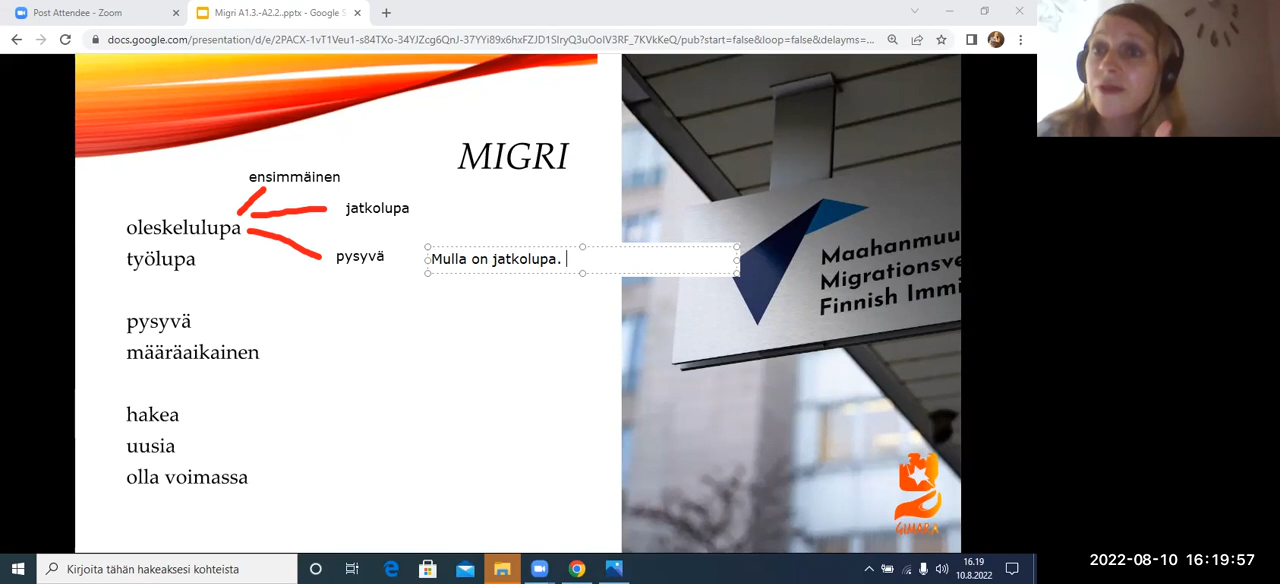 Post Attendee - Zoom
Migri A1.3.-A2.2..pptx - Google S
docs.google.com/presentation/d/e/2PACX-1vT1Veu1-s84TXo-34YJZcg6QnJ-37YYi89x6hxFZJD1SIryQ3uOoIV3RF_7KVkKeQ/pub?start=false&loop=false&delayms=...
MIGRI
ensimmäinen
jatkolupa
oleskelulupa
työlupa
pysyvä
Mulla on jatkolupa.
pysyvä
määräaikainen
hakea
uusia
olla voimassa
Maahanmuu
Migrationsve
Finnish Immi
GIMARA
Kirjoita tähän hakeaksesi kohteista
16.19
10.8.2022
2022-08-10 16:19:57